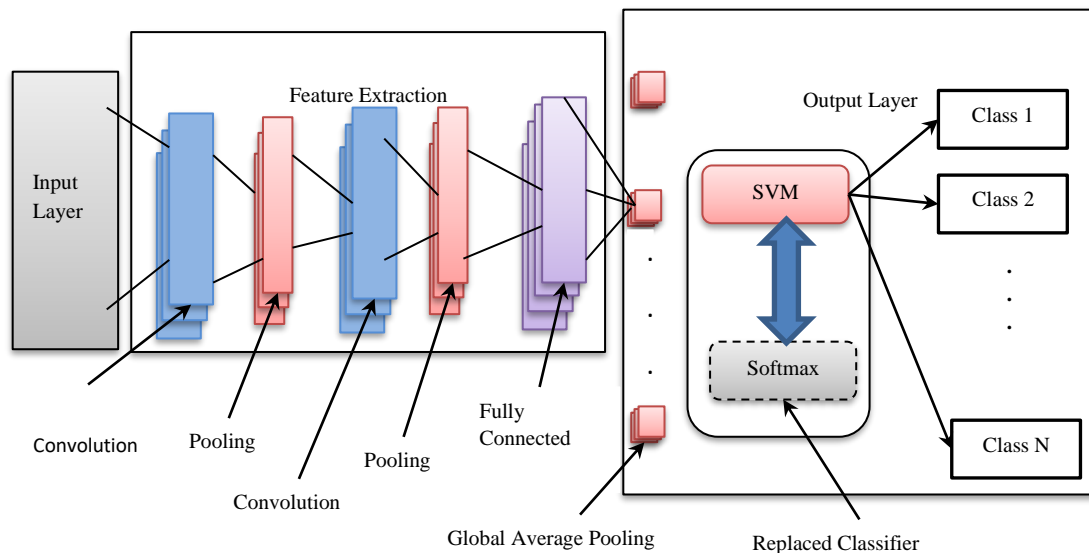 Feature Extraction
Input
Layer
Output Layer
Class 1
SVM
Class 2
.
.
.
.
.
.
Softmax
Class N
Convolution
Pooling
Convolution
Pooling
Fully
Connected
Global Average Pooling
Replaced Classifier